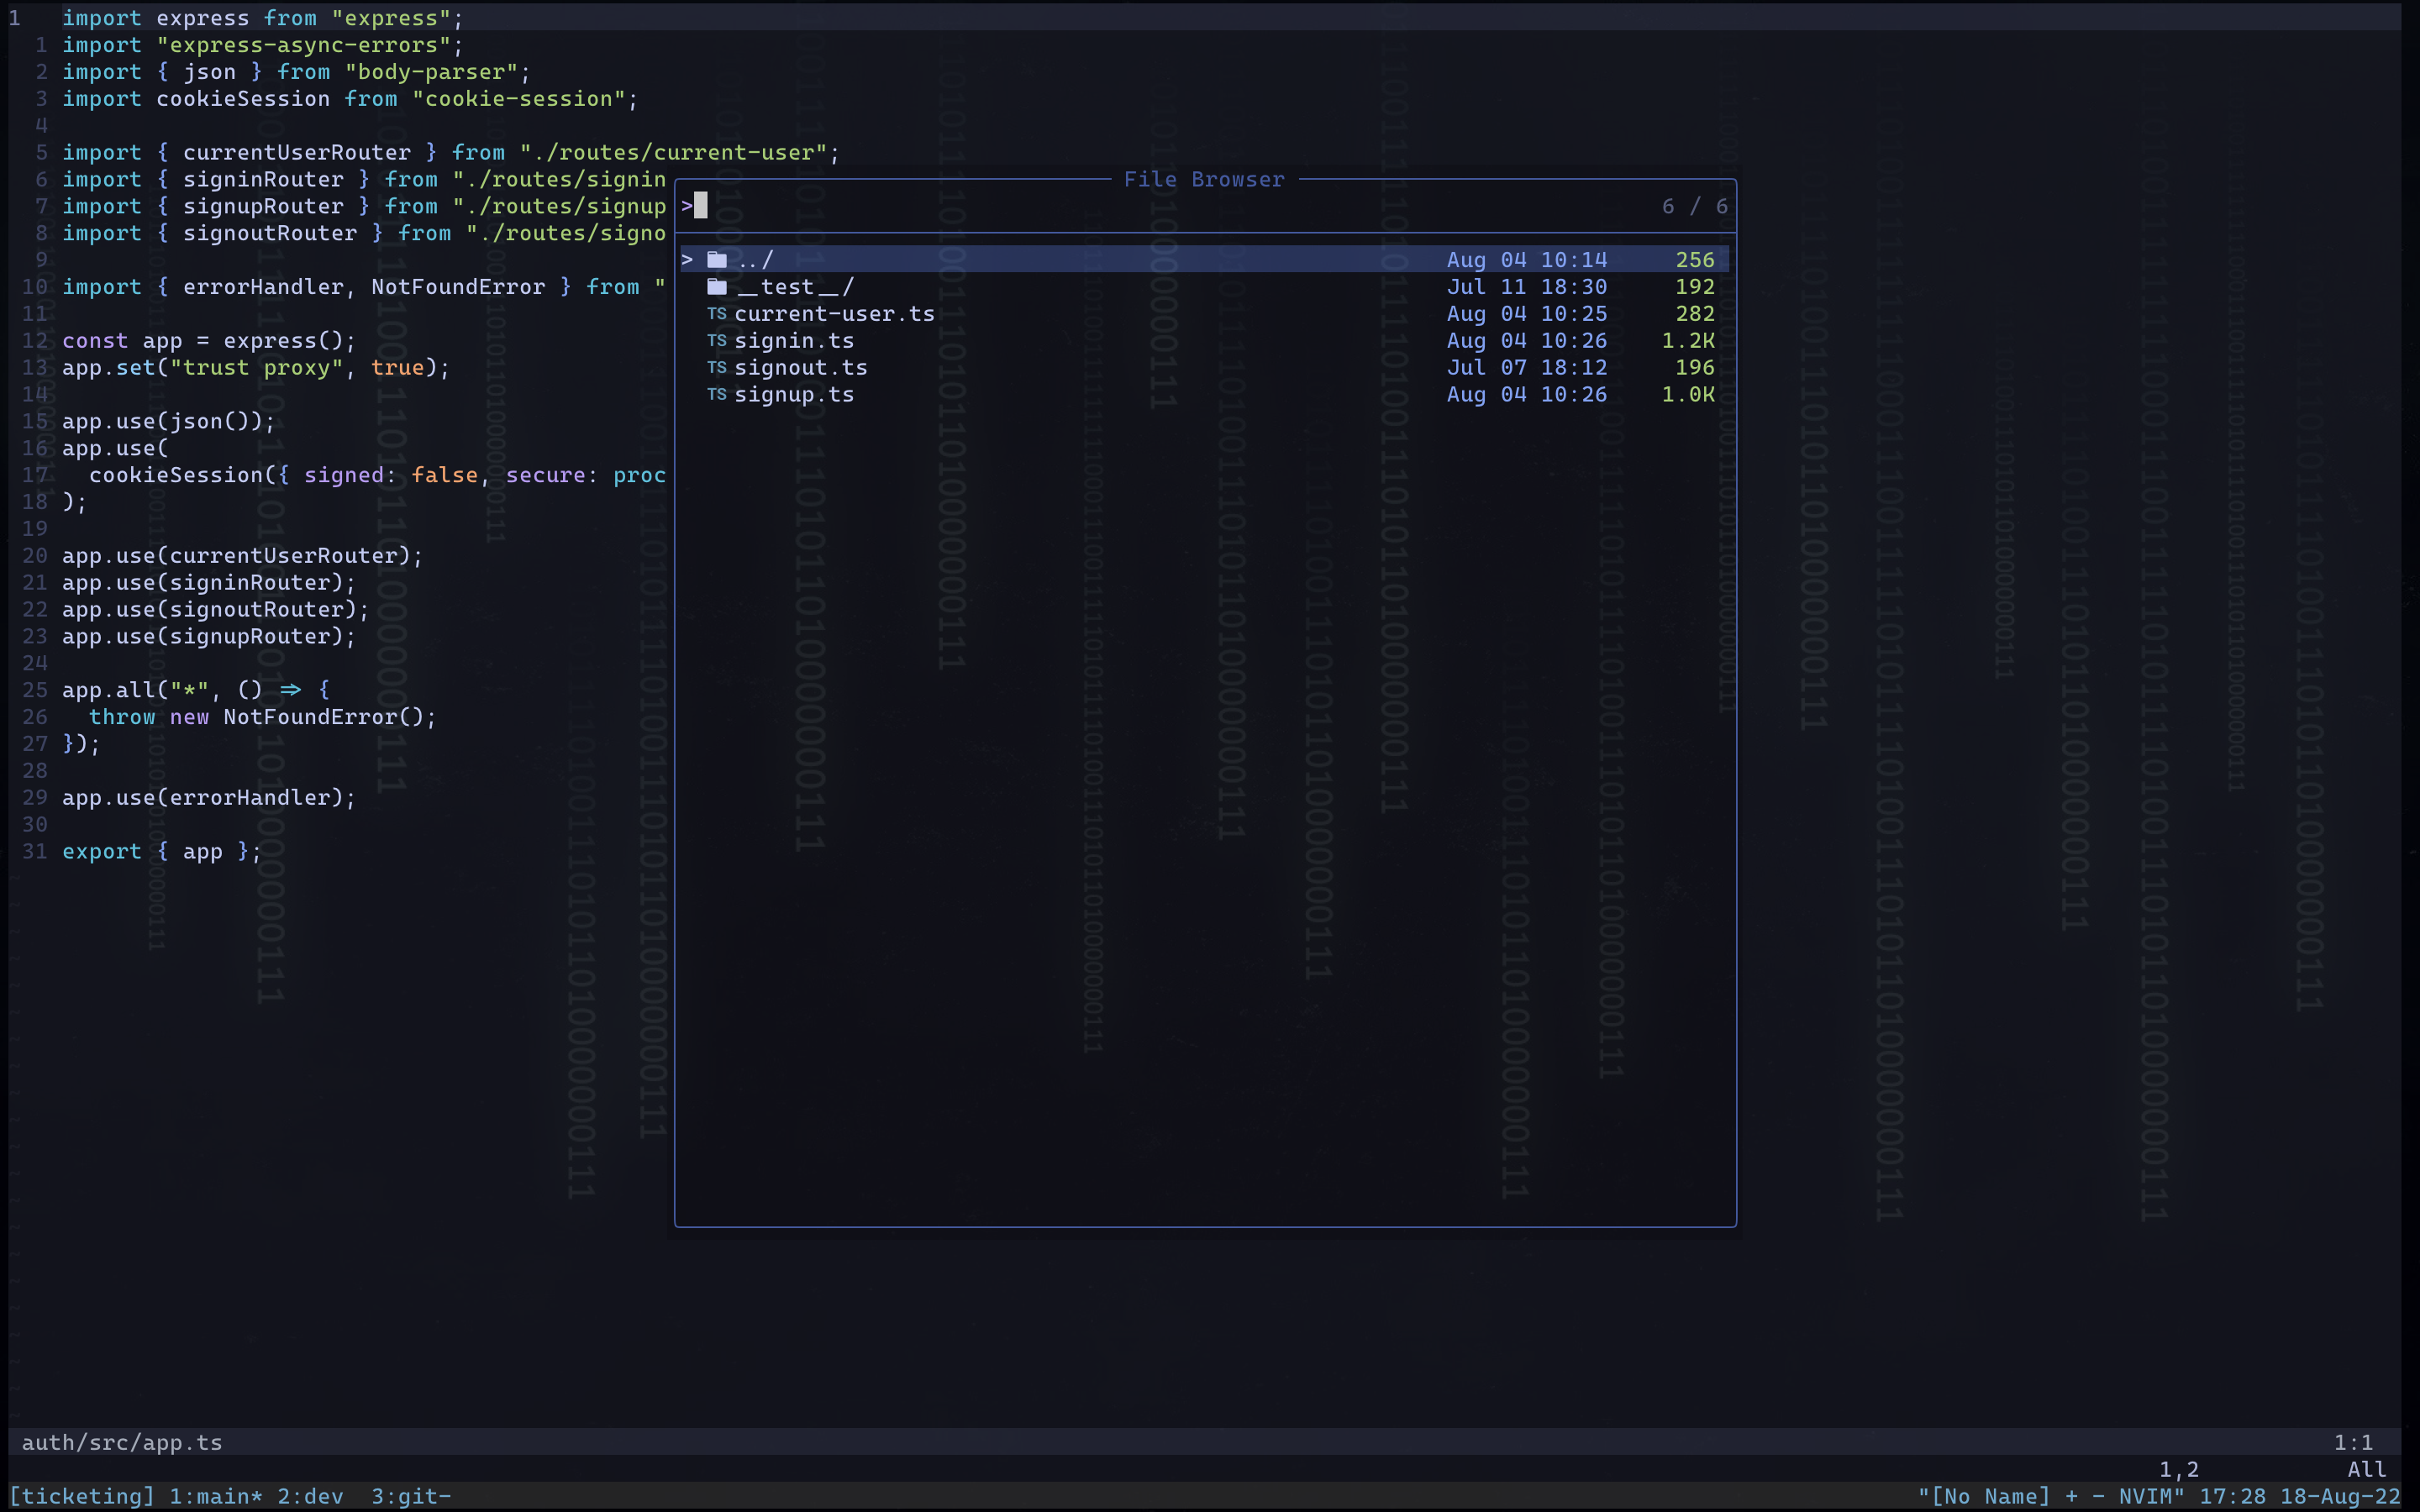 1   import express from "express";
  1 import "express-async-errors";
  2 import { json } from "body-parser";
  3 import cookieSession from "cookie-session";
  4
  5 import { currentUserRouter } from "./routes/current-user";
  6 import { signinRouter } from "./routes/signin
  7 import { signupRouter } from "./routes/signup
  8 import { signoutRouter } from "./routes/signo
  9
 10 import { errorHandler, NotFoundError } from "
 11
 12 const app = express();
 13 app.set("trust proxy", true);
 14
 15 app.use(json());
 16 app.use(
 17   cookieSession({ signed: false, secure: proc
 18 );
 19
 20 app.use(currentUserRouter);
 21 app.use(signinRouter);
 22 app.use(signoutRouter);
 23 app.use(signupRouter);
 24
 25 app.all("*", () => {
 26   throw new NotFoundError();
 27 });
 28
 29 app.use(errorHandler);
 30
 31 export { app };
File Browser
> 6 / 6
> ../ Aug 04 10:14 256
__test__/ Jul 11 18:30 192
TS current-user.ts Aug 04 10:25 282
TS signin.ts Aug 04 10:26 1.2K
TS signout.ts Jul 07 18:12 196
TS signup.ts Aug 04 10:26 1.0K
auth/src/app.ts 1:1
1,2 All
[ticketing] 1:main* 2:dev  3:git- "[No Name] + - NVIM" 17:28 18-Aug-22